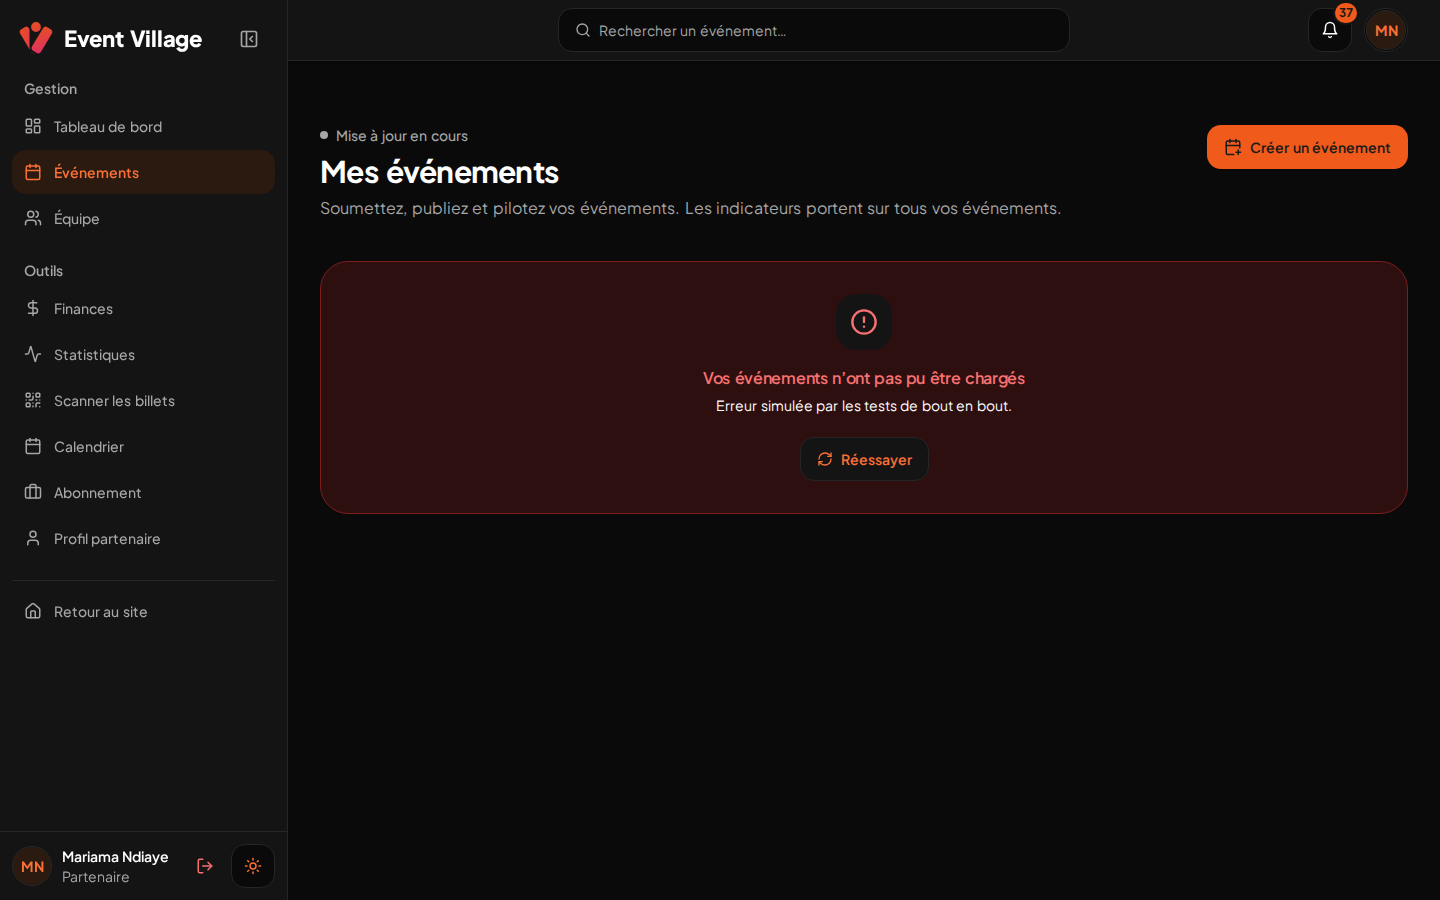 Event Village
Rechercher un événement...
37
MN
Gestion
Tableau de bord
Événements
Équipe
Outils
Finances
Statistiques
Scanner les billets
Calendrier
Abonnement
Profil partenaire
Retour au site
Mariama Ndiaye
Partenaire
MN
Mise à jour en cours
Mes événements
Soumettez, publiez et pilotez vos événements. Les indicateurs portent sur tous vos événements.
Créer un événement
Vos événements n’ont pas pu être chargés
Erreur simulée par les tests de bout en bout.
Réessayer